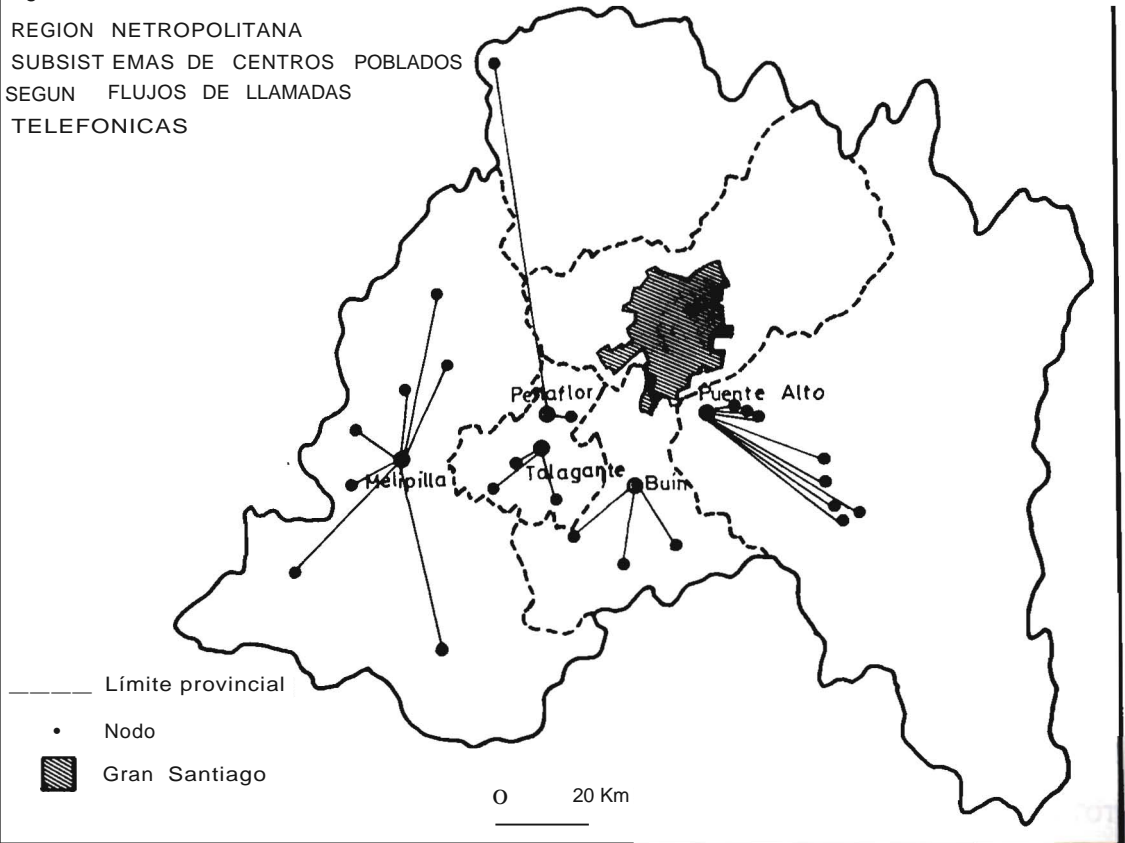 REGION NETROPOLITANA
SUBSIST EMAS DE CENTROS POBLADOS
SEGUN FLUJOS DE LLAMADAS
TELEFONICAS
Peñaflor
Puente Alto
Talagante
Melipilla
Buin
Límite provincial
Nodo
Gran Santiago
O 20 Km